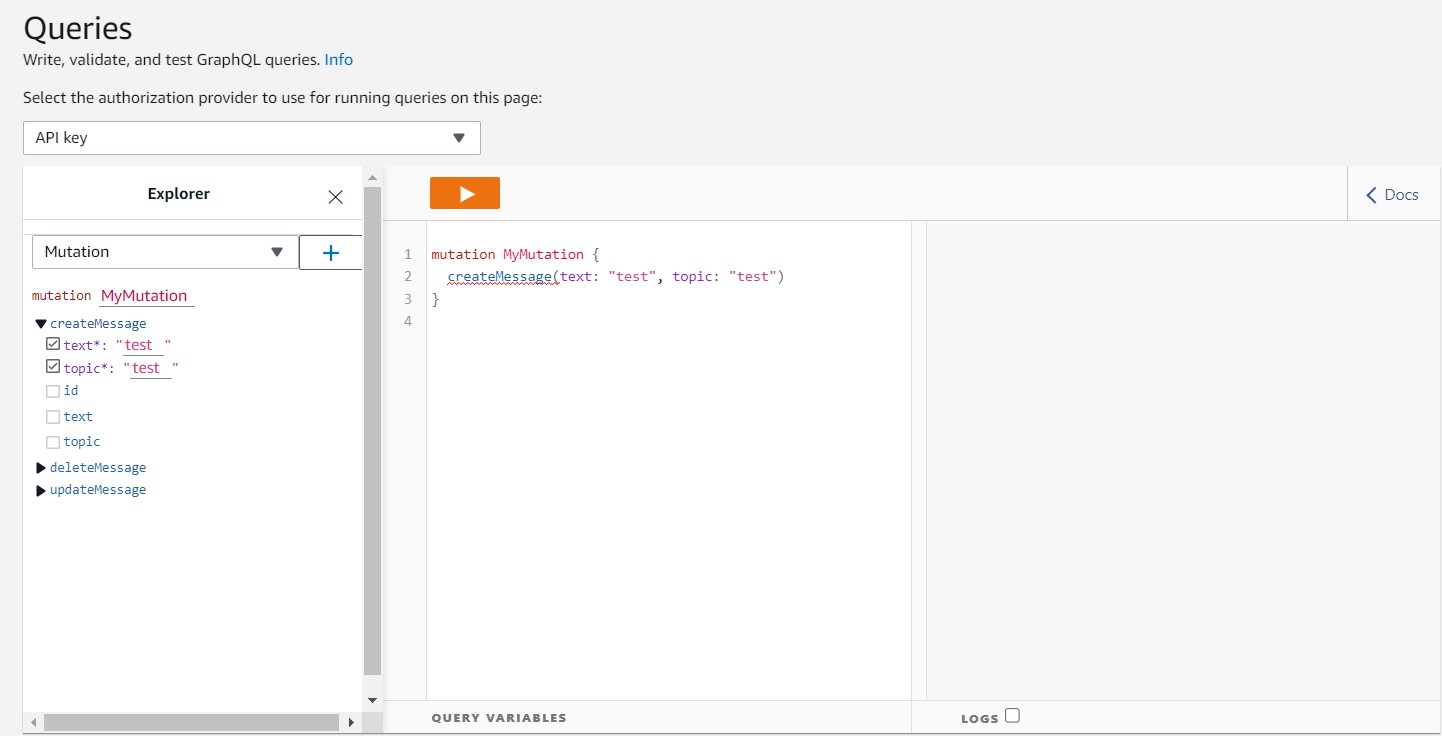 Queries
Write, validate, and test GraphQL queries. Info
Select the authorization provider to use for running queries on this page:
API key
Explorer
Docs
Mutation
mutation MyMutation
createMessage
text*: "test "
topic*: "test "
id
text
topic
deleteMessage
updateMessage
1 mutation MyMutation {
2 createMessage(text: "test", topic: "test")
3 }
4
QUERY VARIABLES
LOGS